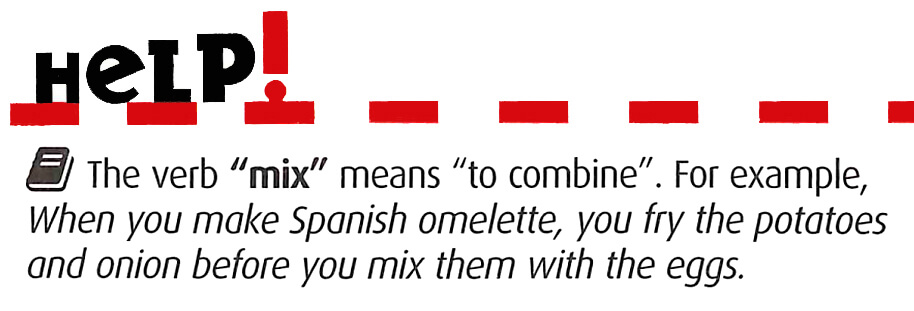 HeLP!
The verb “mix” means “to combine”. For example,
When you make Spanish omelette, you fry the potatoes
and onion before you mix them with the eggs.